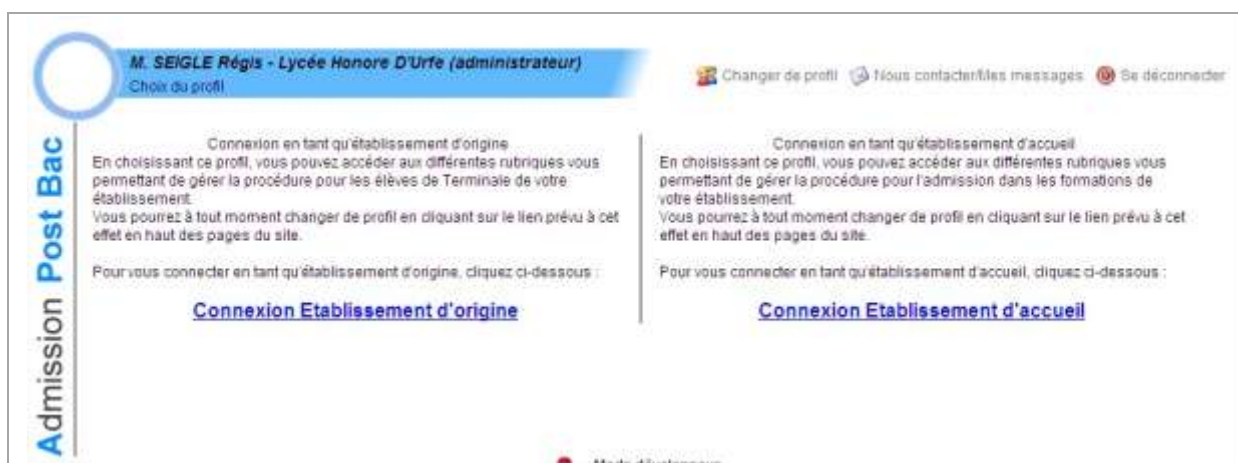 M. SEIGLE Régis - Lycée Honore D'Urfe (administrateur)
Choix du profil
Changer de profil
Nous contacter/Mes messages
Se déconnecter
Admission Post Bac
Connexion en tant qu'établissement d'origine
En choisissant ce profil, vous pouvez accéder aux différentes rubriques vous
permettant de gérer la procédure pour les élèves de Terminale de votre
établissement.
Vous pourrez à tout moment changer de profil en cliquant sur le lien prévu à cet
effet en haut des pages du site.
Pour vous connecter en tant qu'établissement d'origine, cliquez ci-dessous :
Connexion Etablissement d'origine
Connexion en tant qu'établissement d'accueil
En choisissant ce profil, vous pouvez accéder aux différentes rubriques vous
permettant de gérer la procédure pour l'admission dans les formations de
votre établissement.
Vous pourrez à tout moment changer de profil en cliquant sur le lien prévu à cet
effet en haut des pages du site.
Pour vous connecter en tant qu'établissement d'accueil, cliquez ci-dessous :
Connexion Etablissement d'accueil